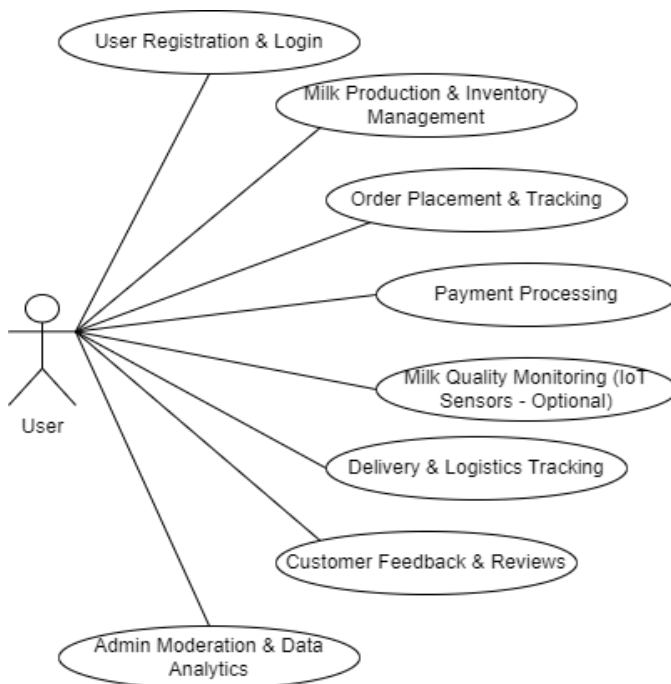 User Registration & Login
Milk Production & Inventory
Management
Order Placement & Tracking
Payment Processing
Milk Quality Monitoring (IoT
Sensors - Optional)
User
Delivery & Logistics Tracking
Customer Feedback & Reviews
Admin Moderation & Data
Analytics